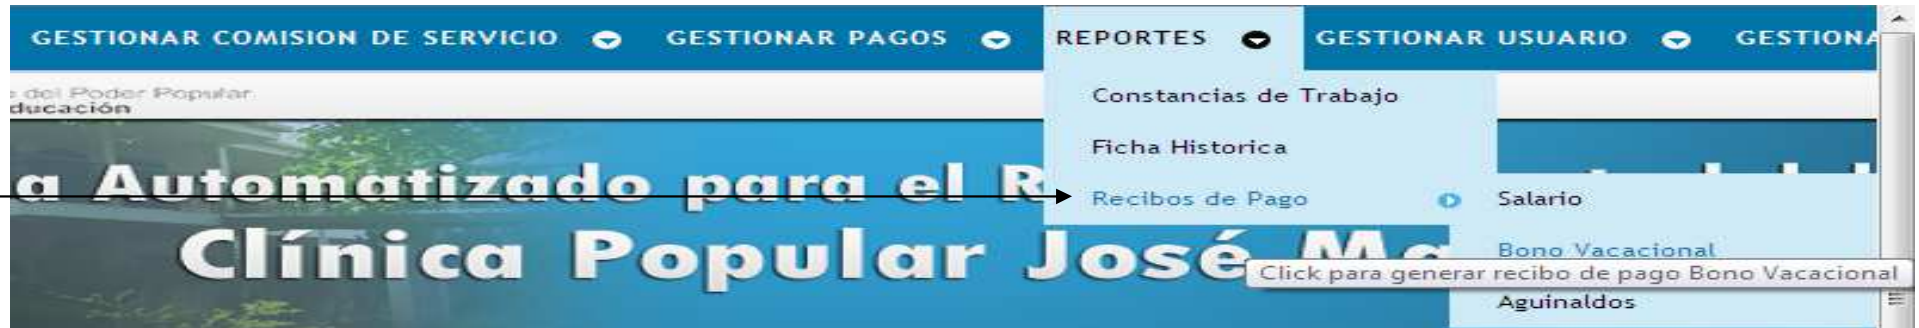 GESTIONAR COMISION DE SERVICIO GESTIONAR PAGOS REPORTES GESTIONAR USUARIO GESTIONA
del Poder Popular
ducación
Constancias de Trabajo
Ficha Historica
a Automatizado para el R
Recibos de Pago
Salario
Clínica Popular José Ma
Bono Vacacional
Click para generar recibo de pago Bono Vacacional
Aguinaldos